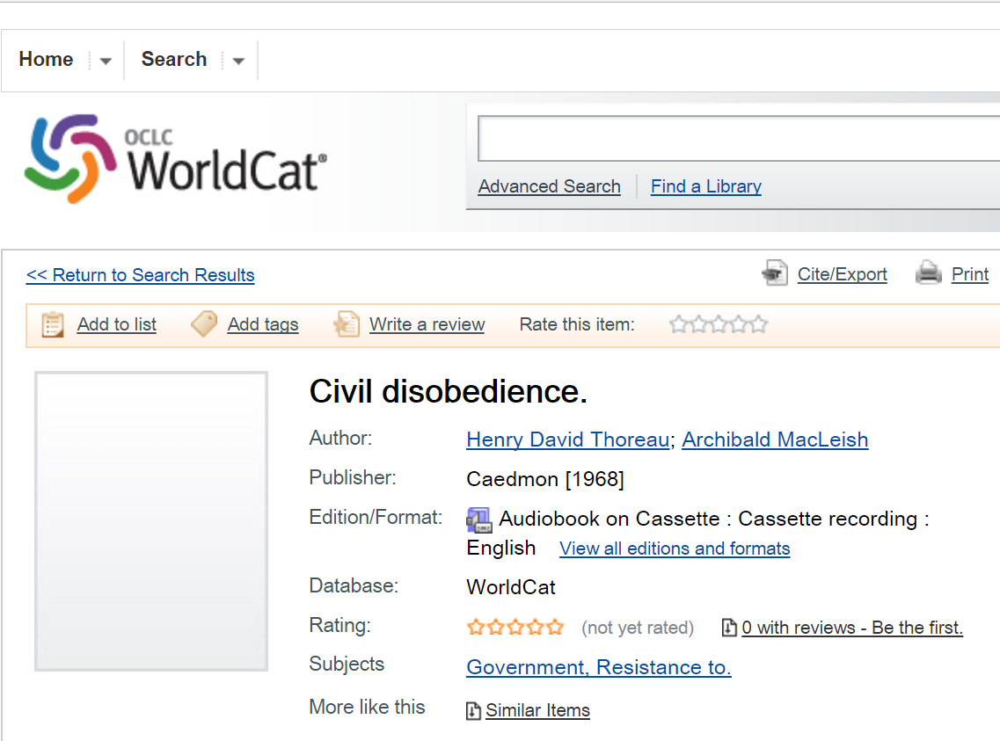 Home Search
OCLC
WorldCat®
Advanced Search Find a Library
<< Return to Search Results Cite/Export Print
Add to list Add tags Write a review Rate this item:
Civil disobedience.
Author: Henry David Thoreau; Archibald MacLeish
Publisher: Caedmon [1968]
Edition/Format: Audiobook on Cassette : Cassette recording :
English View all editions and formats
Database: WorldCat
Rating: (not yet rated) 0 with reviews - Be the first.
Subjects Government, Resistance to.
More like this Similar Items